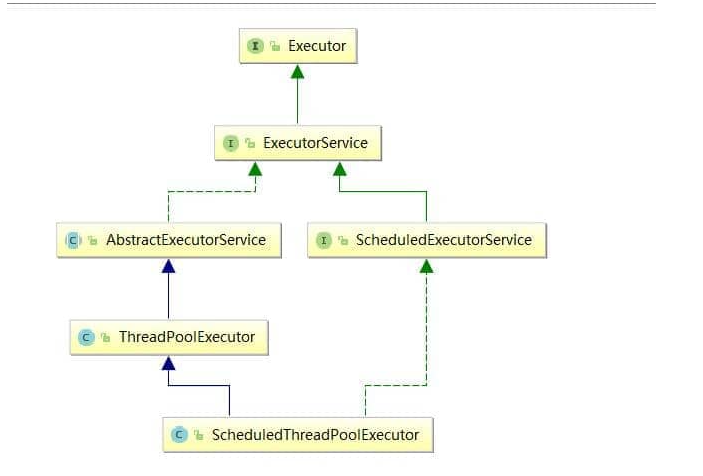 I Executor
I ExecutorService
C AbstractExecutorService
I ScheduledExecutorService
C ThreadPoolExecutor
C ScheduledThreadPoolExecutor